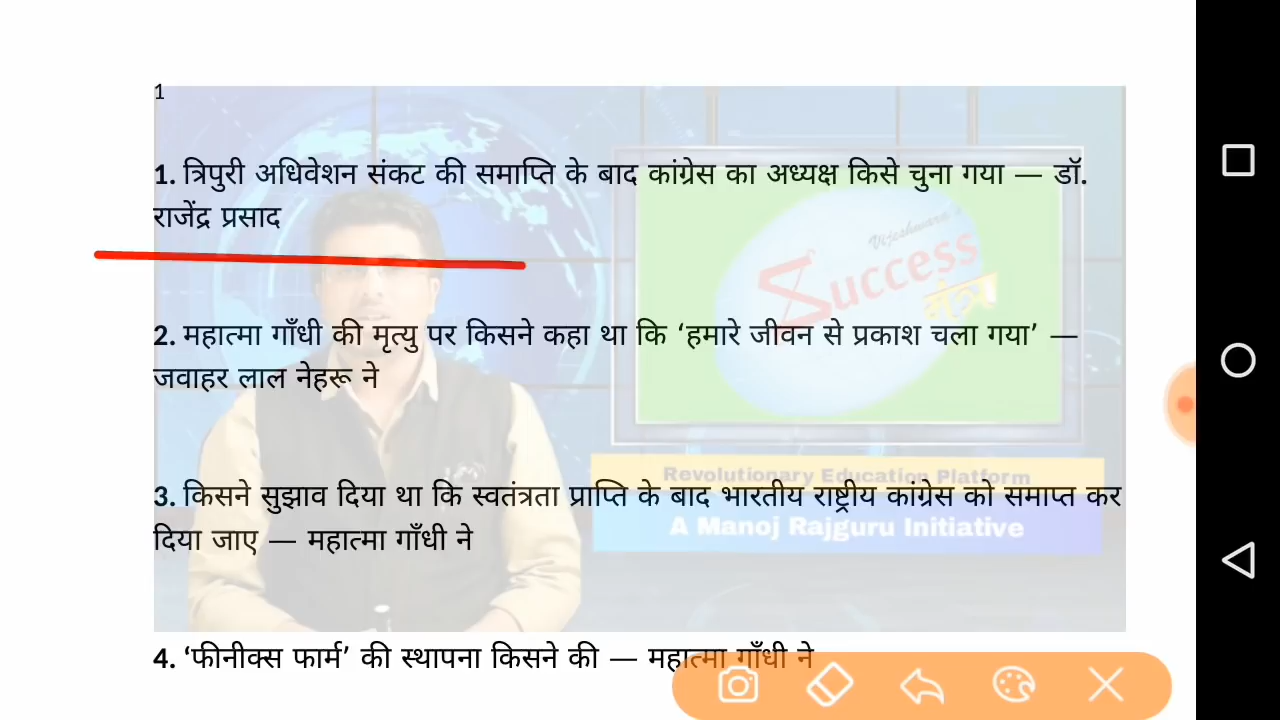 1
1. त्रिपुरी अधिवेशन संकट की समाप्ति के बाद कांग्रेस का अध्यक्ष किसे चुना गया — डॉ.
राजेंद्र प्रसाद
Vijeshwara's
Success
मंत्रा
2. महात्मा गाँधी की मृत्यु पर किसने कहा था कि ‘हमारे जीवन से प्रकाश चला गया’ —
जवाहर लाल नेहरू ने
Revolutionary Education Platform
3. किसने सुझाव दिया था कि स्वतंत्रता प्राप्ति के बाद भारतीय राष्ट्रीय कांग्रेस को समाप्त कर
दिया जाए — महात्मा गाँधी ने
A Manoj Rajguru Initiative
4. ‘फीनीक्स फार्म’ की स्थापना किसने की — महात्मा गाँधी ने